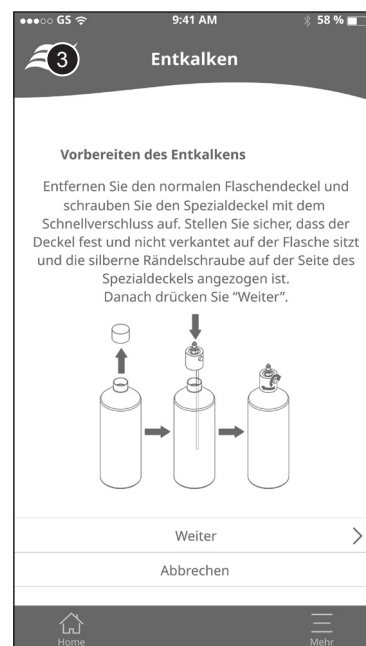 GS 9:41 AM 58 %
3 Entkalken
Vorbereiten des Entkalkens
Entfernen Sie den normalen Flaschendeckel und
schrauben Sie den Spezialdeckel mit dem
Schnellverschluss auf. Stellen Sie sicher, dass der
Deckel fest und nicht verkantet auf der Flasche sitzt
und die silberne Rändelschraube auf der Seite des
Spezialdeckels angezogen ist.
Danach drücken Sie “Weiter”.
Weiter
Abbrechen
Home Mehr